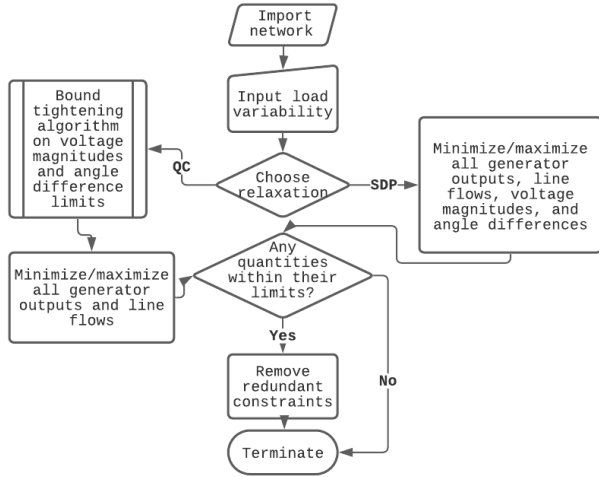 Import
network
Input load
variability
Bound
tightening
algorithm
on voltage
magnitudes
and angle
difference
limits
QC
Choose
relaxation
SDP
Minimize/maximize
all generator
outputs, line
flows, voltage
magnitudes, and
angle differences
Minimize/maximize
all generator
outputs and line
flows
Any
quantities
within their
limits?
Yes
No
Remove
redundant
constraints
Terminate